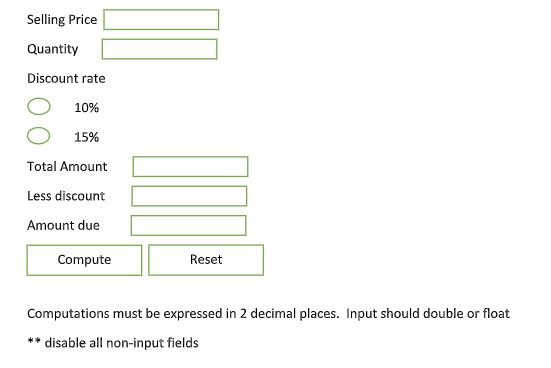 Selling Price
Quantity
Discount rate
10%
15%
Total Amount
Less discount
Amount due
Compute Reset
Computations must be expressed in 2 decimal places. Input should double or float
** disable all non-input fields